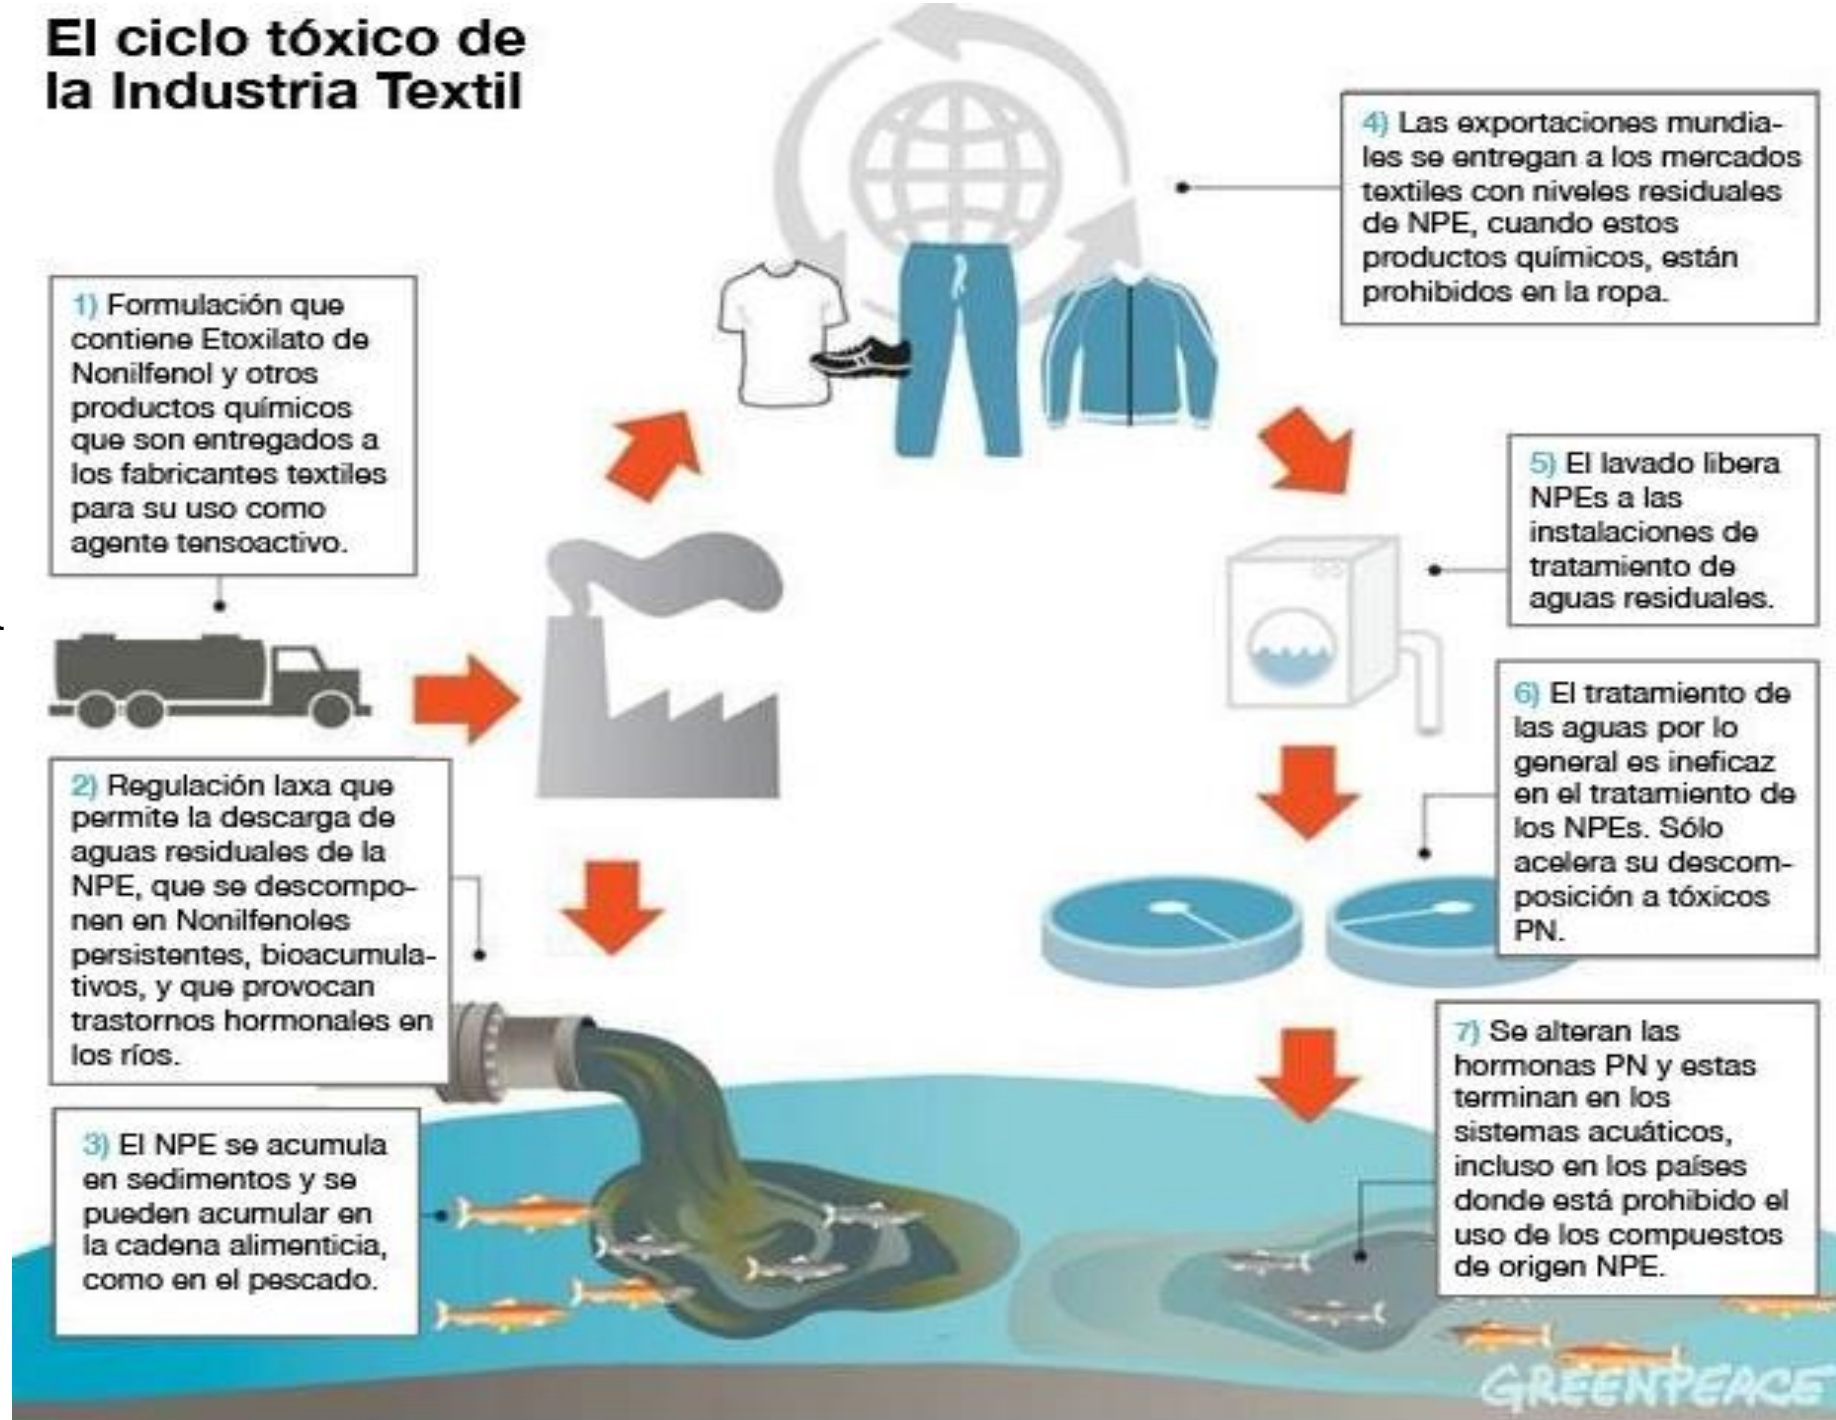 El ciclo tóxico de
la Industria Textil
1) Formulación que
contiene Etoxilato de
Nonilfenol y otros
productos químicos
que son entregados a
los fabricantes textiles
para su uso como
agente tensoactivo.
2) Regulación laxa que
permite la descarga de
aguas residuales de la
NPE, que se descompo-
nen en Nonilfenoles
persistentes, bioacumula-
tivos, y que provocan
trastornos hormonales en
los ríos.
3) El NPE se acumula
en sedimentos y se
pueden acumular en
la cadena alimenticia,
como en el pescado.
4) Las exportaciones mundia-
les se entregan a los mercados
textiles con niveles residuales
de NPE, cuando estos
productos químicos, están
prohibidos en la ropa.
5) El lavado libera
NPEs a las
instalaciones de
tratamiento de
aguas residuales.
6) El tratamiento de
las aguas por lo
general es ineficaz
en el tratamiento de
los NPEs. Sólo
acelera su descom-
posición a tóxicos
PN.
7) Se alteran las
hormonas PN y estas
terminan en los
sistemas acuáticos,
incluso en los países
donde está prohibido el
uso de los compuestos
de origen NPE.
GREENPEACE